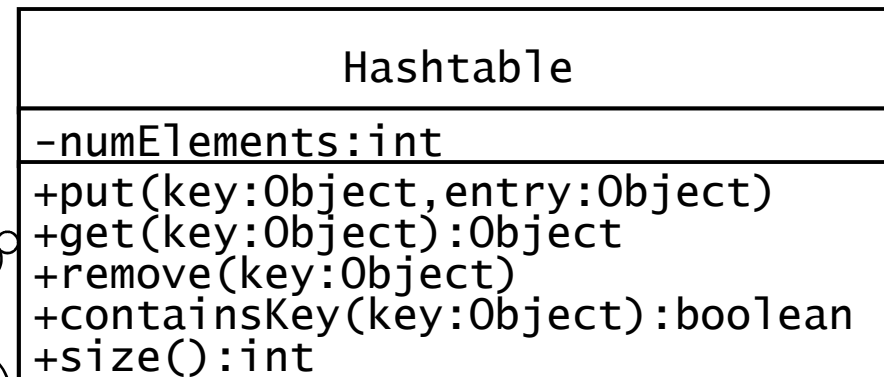 Hashtable
-numElements:int
+put(key:Object,entry:Object)
+get(key:Object):Object
+remove(key:Object)
+containsKey(key:Object):boolean
+size():int